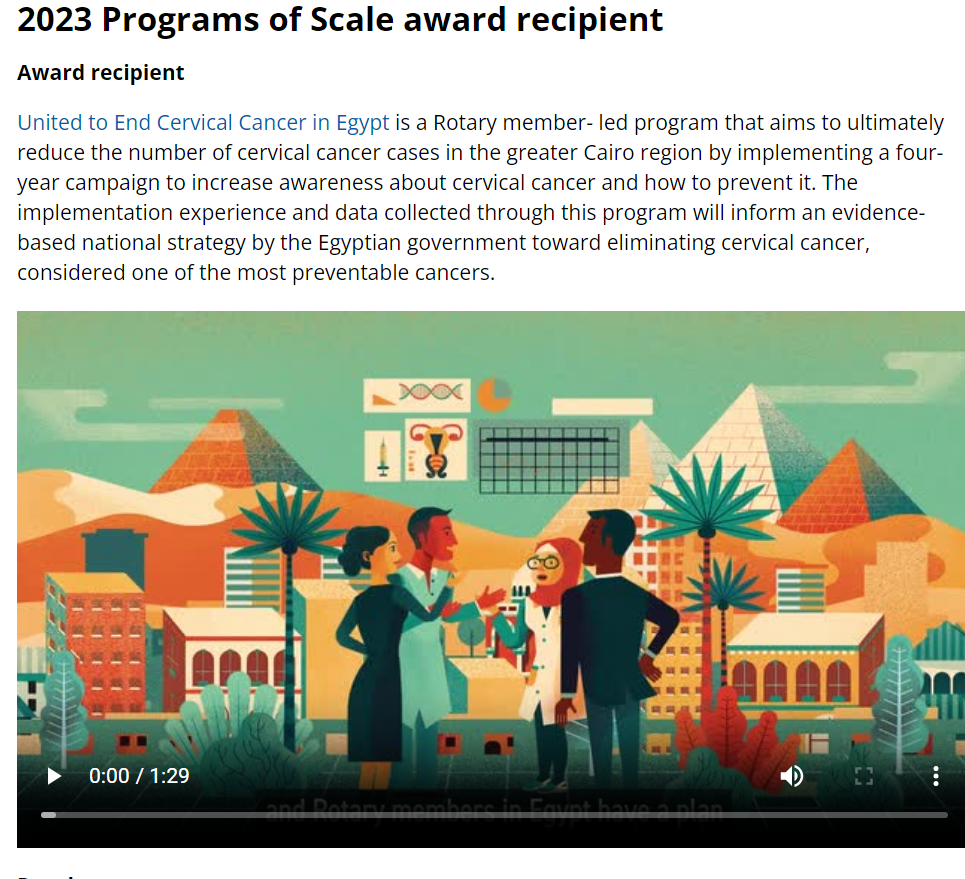 2023 Programs of Scale award recipient
Award recipient
United to End Cervical Cancer in Egypt is a Rotary member- led program that aims to ultimately
reduce the number of cervical cancer cases in the greater Cairo region by implementing a four-
year campaign to increase awareness about cervical cancer and how to prevent it. The
implementation experience and data collected through this program will inform an evidence-
based national strategy by the Egyptian government toward eliminating cervical cancer,
considered one of the most preventable cancers.
0:00 / 1:29
and Rotary members in Egypt have a plan